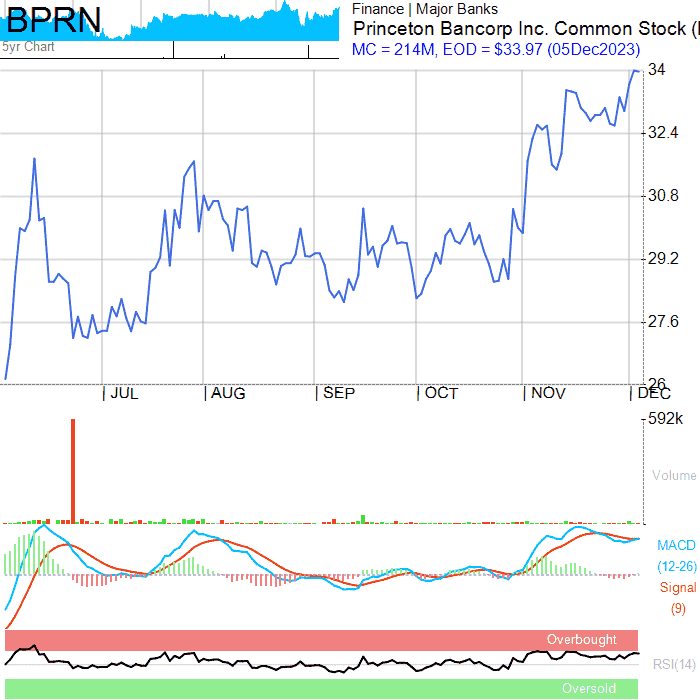 BPRN
5yr Chart
Finance | Major Banks
Princeton Bancorp Inc. Common Stock (
MC = 214M, EOD = $33.97 (05Dec2023)
34
32.4
30.8
29.2
27.6
26
| JUL | AUG | SEP | OCT | NOV | DEC
592k
Volume
MACD
(12-26)
Signal
(9)
Overbought
RSI(14)
Oversold